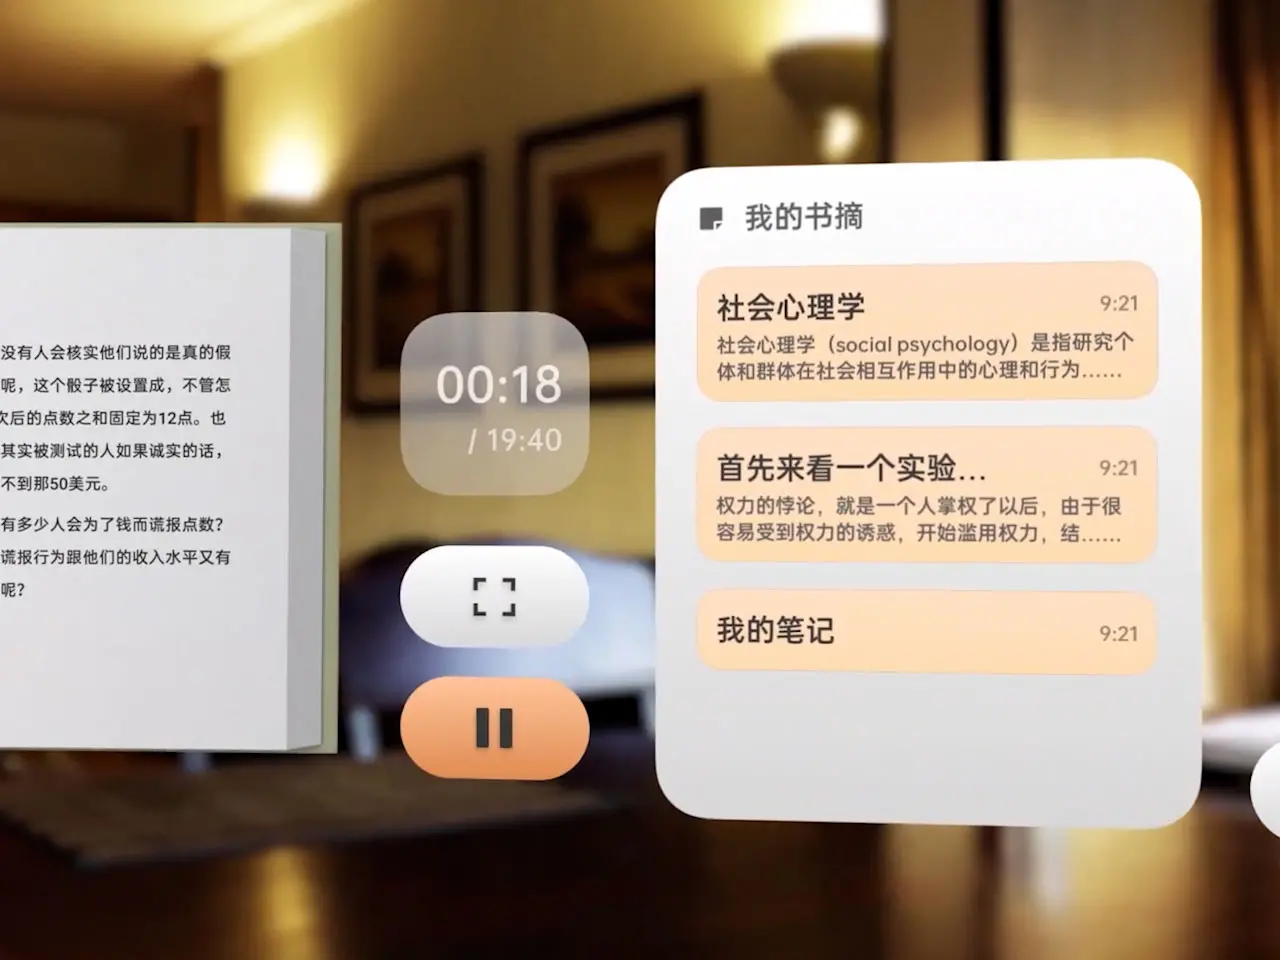 没有人会核实他们说的是真的假
呢，这个骰子被设置成，不管怎
次后的点数之和固定为12点。也
其实被测试的人如果诚实的话，
不到那50美元。
有多少人会为了钱而谎报点数?
谎报行为跟他们的收入水平又有
呢?
00:18
/ 19:40
我的书摘
社会心理学
9:21
社会心理学（social psychology）是指研究个
体和群体在社会相互作用中的心理和行为……
首先来看一个实验...
9:21
权力的悖论，就是一个人掌权了以后，由于很
容易受到权力的诱惑，开始滥用权力，结……
我的笔记
9:21